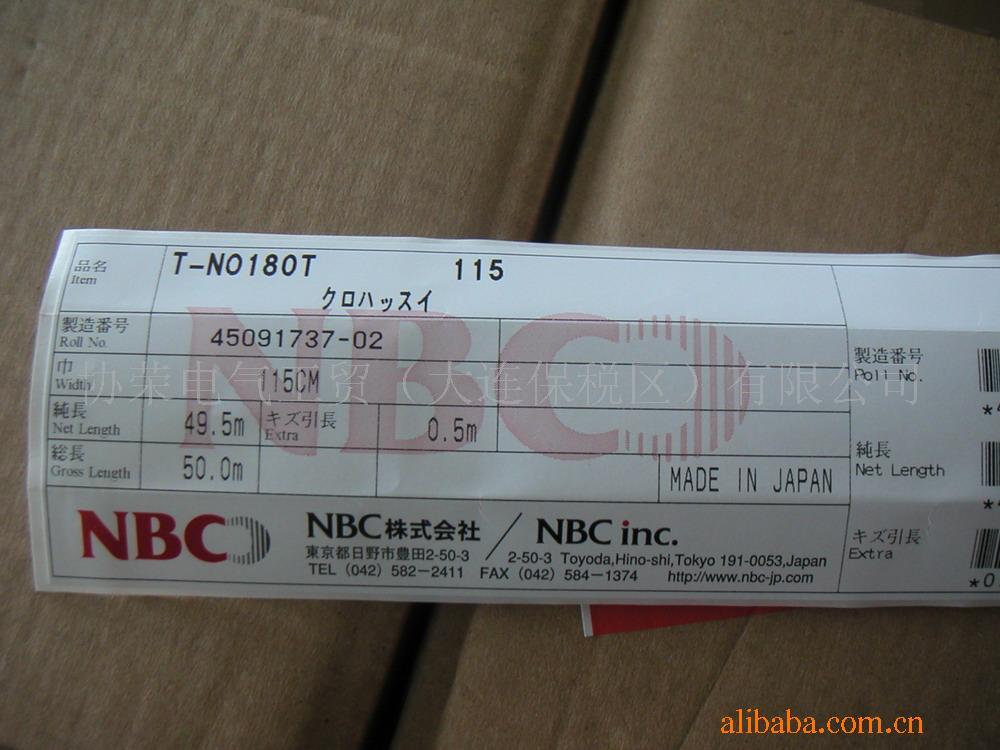 品名 T-NO180T 115
Item
クロハッスイ
製造番号 45091737-02
Roll No.
巾 115CM
Width
純長 49.5m キズ引長 0.5m
Net Length Extra
総長 50.0m
Gross Length
MADE IN JAPAN
NBC
NBC
NBC株式会社 / NBC inc.
東京都日野市豊田2-50-3 2-50-3 Toyoda,Hino-shi,Tokyo 191-0053,Japan
TEL (042) 582-2411 FAX (042) 584-1374 http://www.nbc-jp.com
製造番号
Poll No.
純長
Net Length
キズ引長
Extra
*0
协荣电气 贸（大连保税区）有限公司
alibaba.com.cn